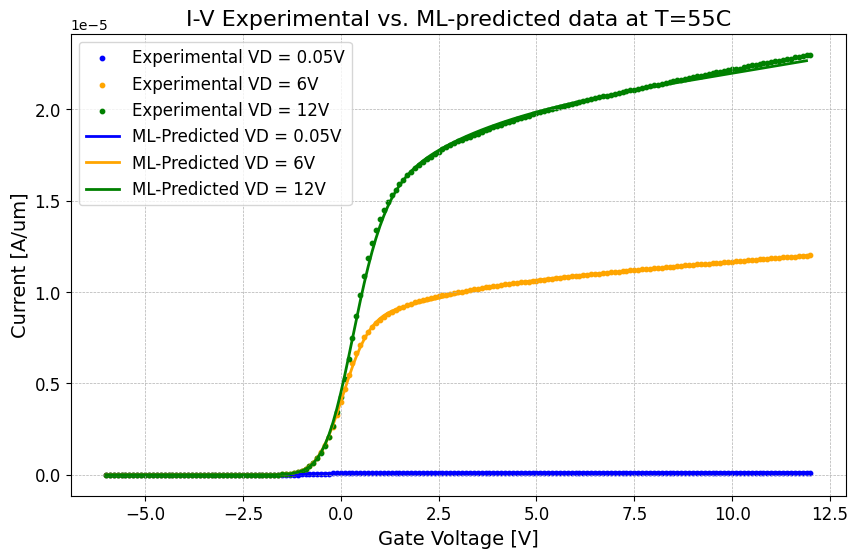 I-V Experimental vs. ML-predicted data at T=55C
1e−5
Experimental VD = 0.05V
Experimental VD = 6V
Experimental VD = 12V
ML-Predicted VD = 0.05V
ML-Predicted VD = 6V
ML-Predicted VD = 12V
Current [A/um]
2.0
1.5
1.0
0.5
0.0
−5.0 −2.5 0.0 2.5 5.0 7.5 10.0 12.5
Gate Voltage [V]